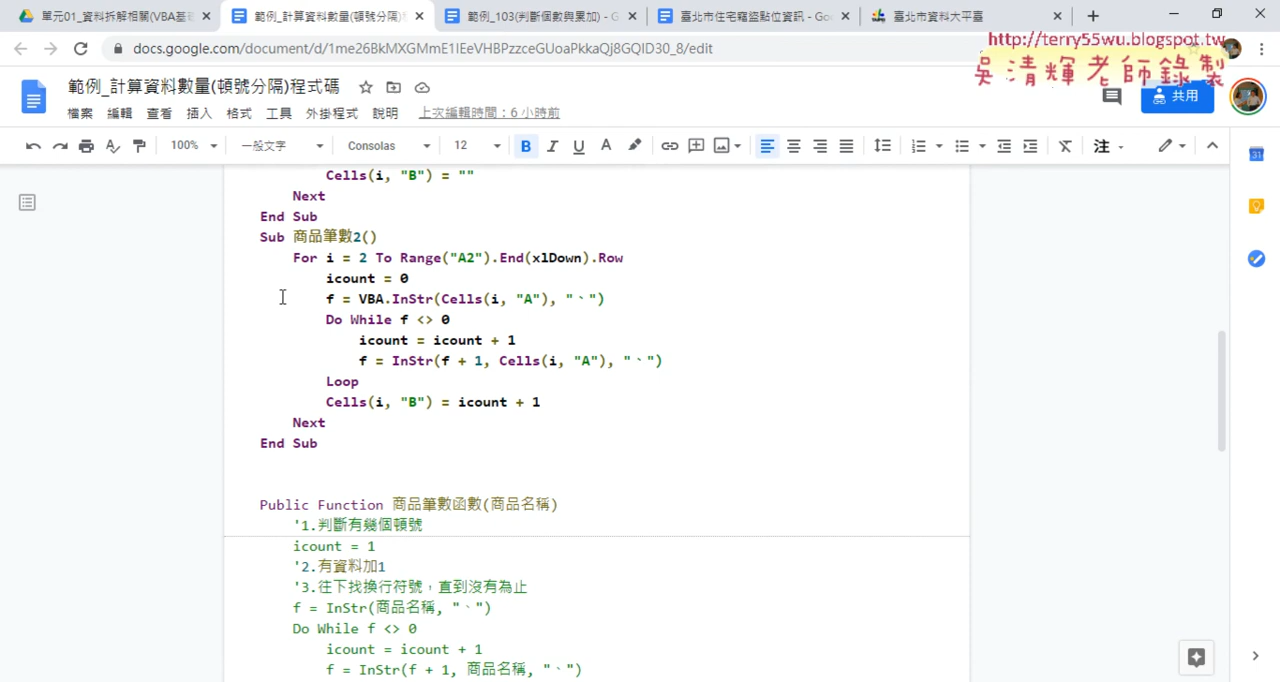 單元01_資料拆解相關(VBA基
範例_計算資料數量(頓號分隔)
範例_103(判斷個數與累加) - G
臺北市住宅竊盜點位資訊 - Go
臺北市資料大平臺
docs.google.com/document/d/1me26BkMXGMmE1IEeVHBPzzceGUoaPkkaQj8GQID30_8/edit
http://terry55wu.blogspot.tw
吳清輝老師錄製
範例_計算資料數量(頓號分隔)程式碼
共用
檔案 編輯 查看 插入 格式 工具 外掛程式 說明 上次編輯時間：6 小時前
100% 一般文字 Consolas 12 B I U A 注
31
Cells(i, "B") = ""
Next
End Sub
Sub 商品筆數2()
For i = 2 To Range("A2").End(xlDown).Row
icount = 0
f = VBA.InStr(Cells(i, "A"), "、")
Do While f <> 0
icount = icount + 1
f = InStr(f + 1, Cells(i, "A"), "、")
Loop
Cells(i, "B") = icount + 1
Next
End Sub
Public Function 商品筆數函數(商品名稱)
'1.判斷有幾個頓號
icount = 1
'2.有資料加1
'3.往下找換行符號，直到沒有為止
f = InStr(商品名稱, "、")
Do While f <> 0
icount = icount + 1
f = InStr(f + 1, 商品名稱, "、")